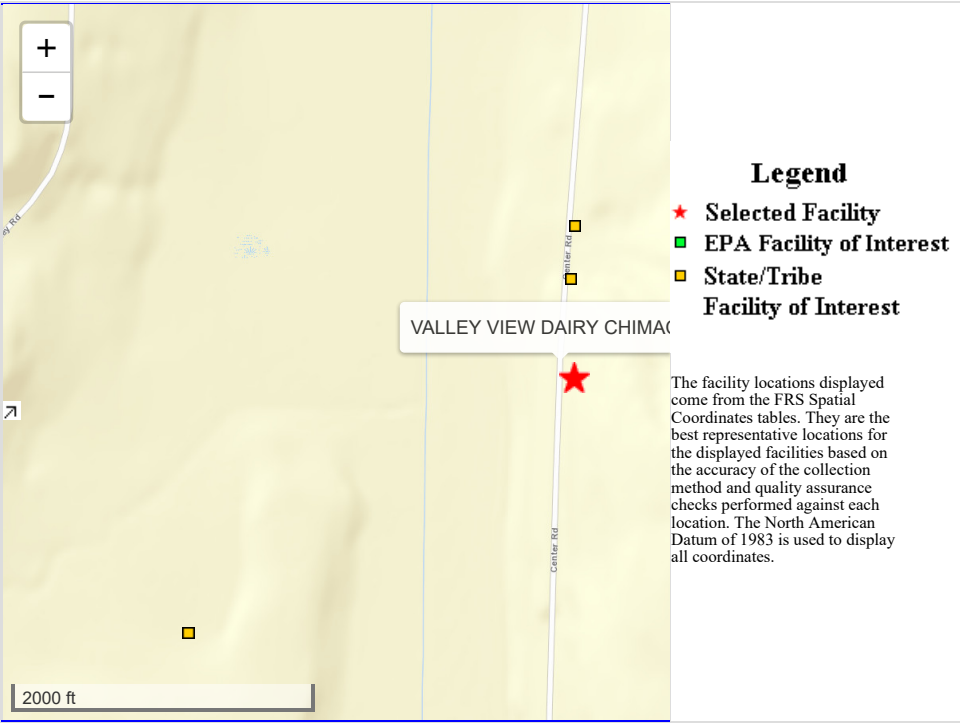 +
−
ay Rd
Center Rd
VALLEY VIEW DAIRY CHIMAC
Center Rd
2000 ft
Legend
Selected Facility
EPA Facility of Interest
State/Tribe
Facility of Interest
The facility locations displayed
come from the FRS Spatial
Coordinates tables. They are the
best representative locations for
the displayed facilities based on
the accuracy of the collection
method and quality assurance
checks performed against each
location. The North American
Datum of 1983 is used to display
all coordinates.